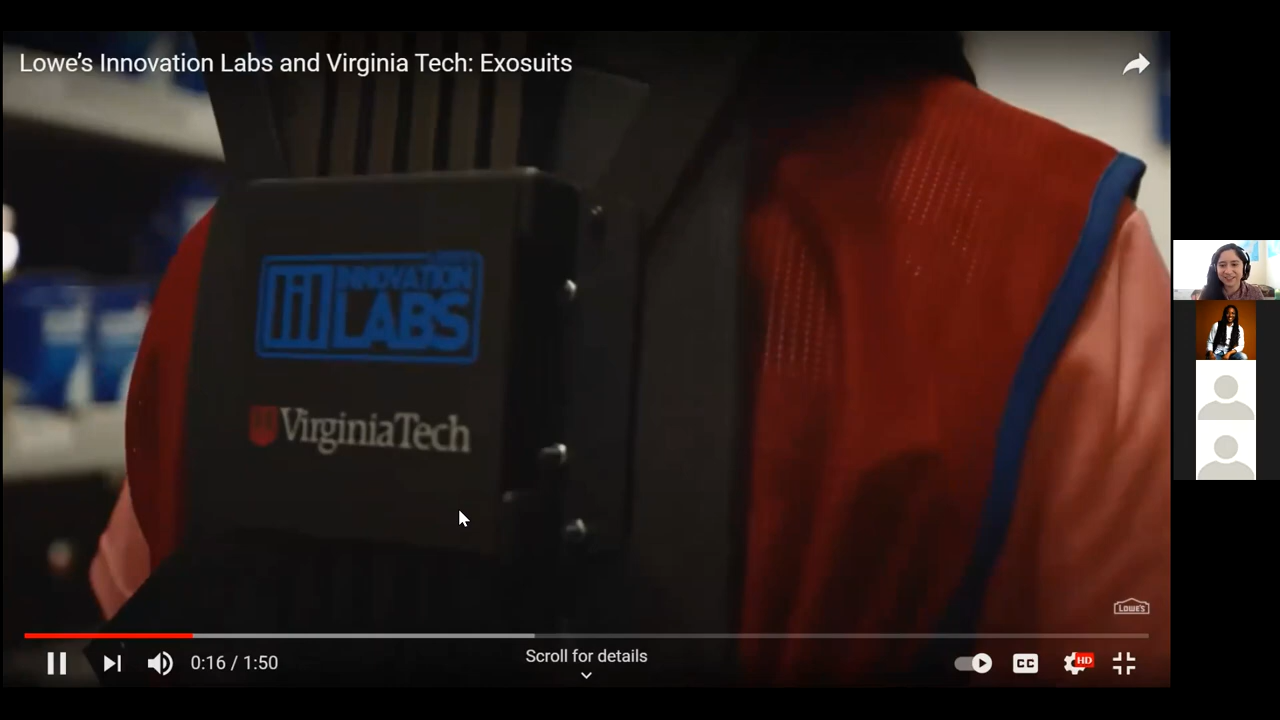 Lowe’s Innovation Labs and Virginia Tech: Exosuits
INNOVATION
LABS
VirginiaTech
LOWE'S
0:16 / 1:50
Scroll for details
CC
HD